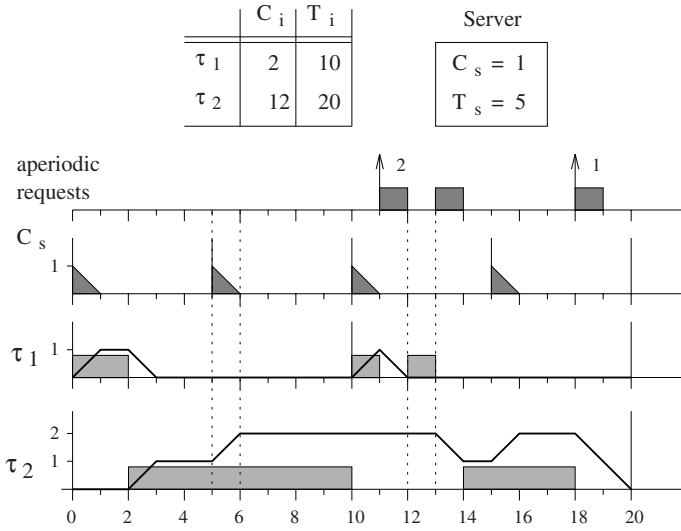 C i T i
Server
τ 1 2 10
τ 2 12 20
C s = 1
T s = 5
aperiodic
requests
2
1
C s
1
τ 1
1
τ 2
2
1
0 2 4 6 8 10 12 14 16 18 20